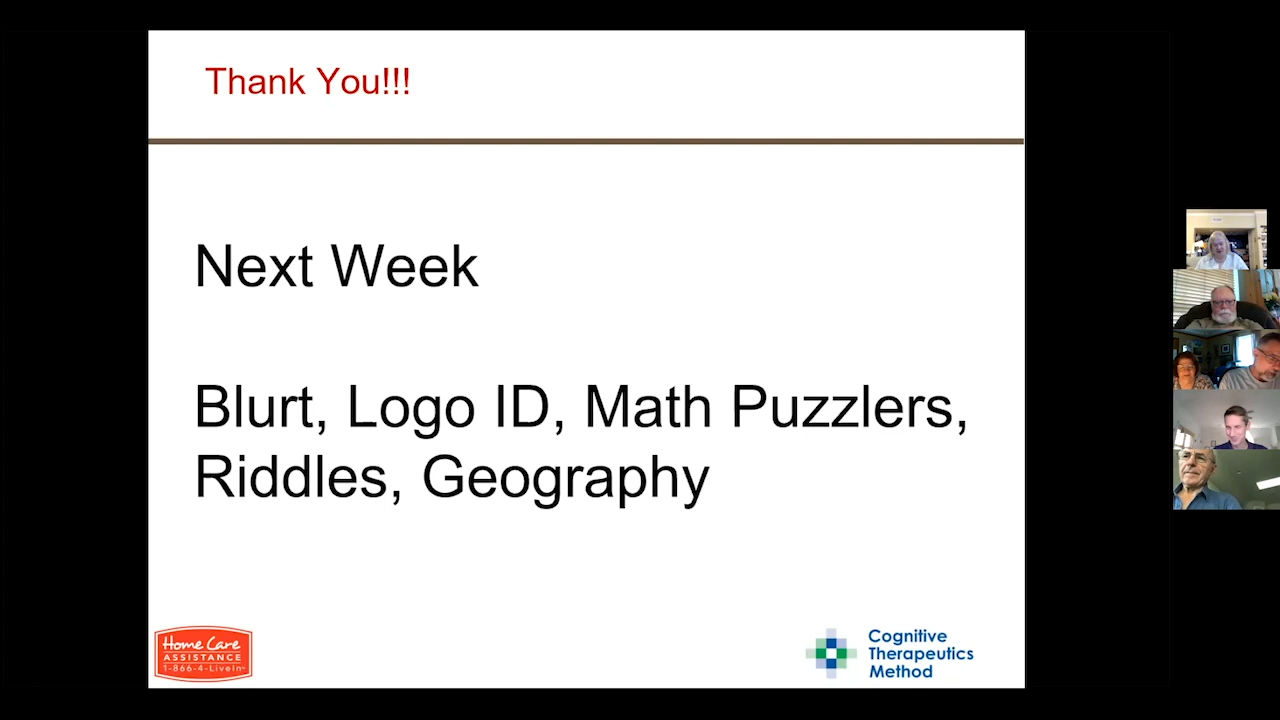 Thank You!!!
Next Week
Blurt, Logo ID, Math Puzzlers,
Riddles, Geography
Home Care
ASSISTANCE
1-866-4-LiveIn
Cognitive
Therapeutics
Method